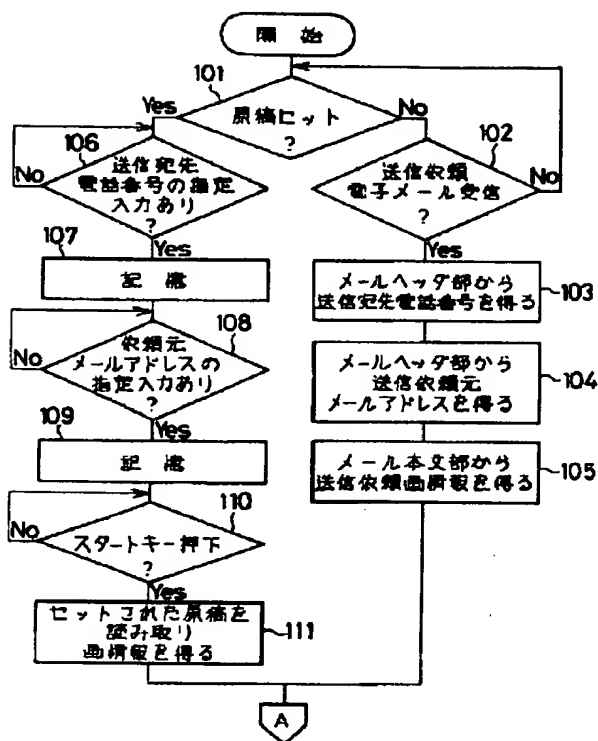 開始
101
Yes
原稿セット
?
No
106
102
No
送信宛先
電話番号の指定
入力あり
?
送信依頼
電子メール受信
?
No
Yes
Yes
107
記憶
メールヘッダ部から
送信宛先電話番号を得る
103
108
No
依頼元
メールアドレスの
指定入力あり
?
メールヘッダ部から
送信依頼元
メールアドレスを得る
104
Yes
109
記憶
メール本文部から
送信依頼画情報を得る
105
110
No
スタートキー押下
?
Yes
セットされた原稿を
読み取り
画情報を得る
111
A